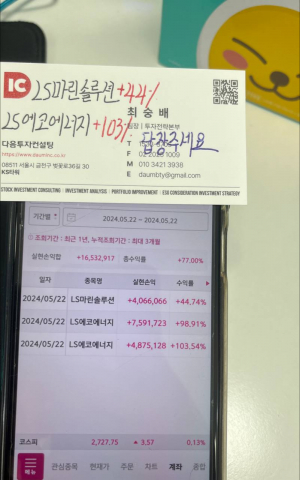 IC
LS마린솔루션 +44%
LS에코에너지 +103%
답장주세요
최승배
팀장 | 투자전략본부
다음투자컨설팅
https://www.dauminc.co.kr
08511 서울시 금천구 벚꽃로36길 30
KS타워
T
F 02 2025 1009
M 010 3421 3938
E daumbty@gmail.com
STOCK INVESTMENT CONSULTING · INVESTMENT ANALYSIS · PORTFOLIO IMPROVEMENT · ESG CONSIDERATION INVESTMENT STRATEGY
기간별
2024.05.22 ~ 2024.05.22
조회기간 : 최근 1년, 누적조회기간 : 최대 3개월
실현손익합 +16,532,917 총수익률 +77.00%
일자 종목명 실현손익 수익률
2024/05/22 LS마린솔루션 +4,066,066 +44.74%
2024/05/22 LS에코에너지 +7,591,723 +98.91%
2024/05/22 LS에코에너지 +4,875,128 +103.54%
코스피 2,727.75 ▲ 3.57 0.13%
메뉴 관심종목 현재가 주문 차트 계좌 종합